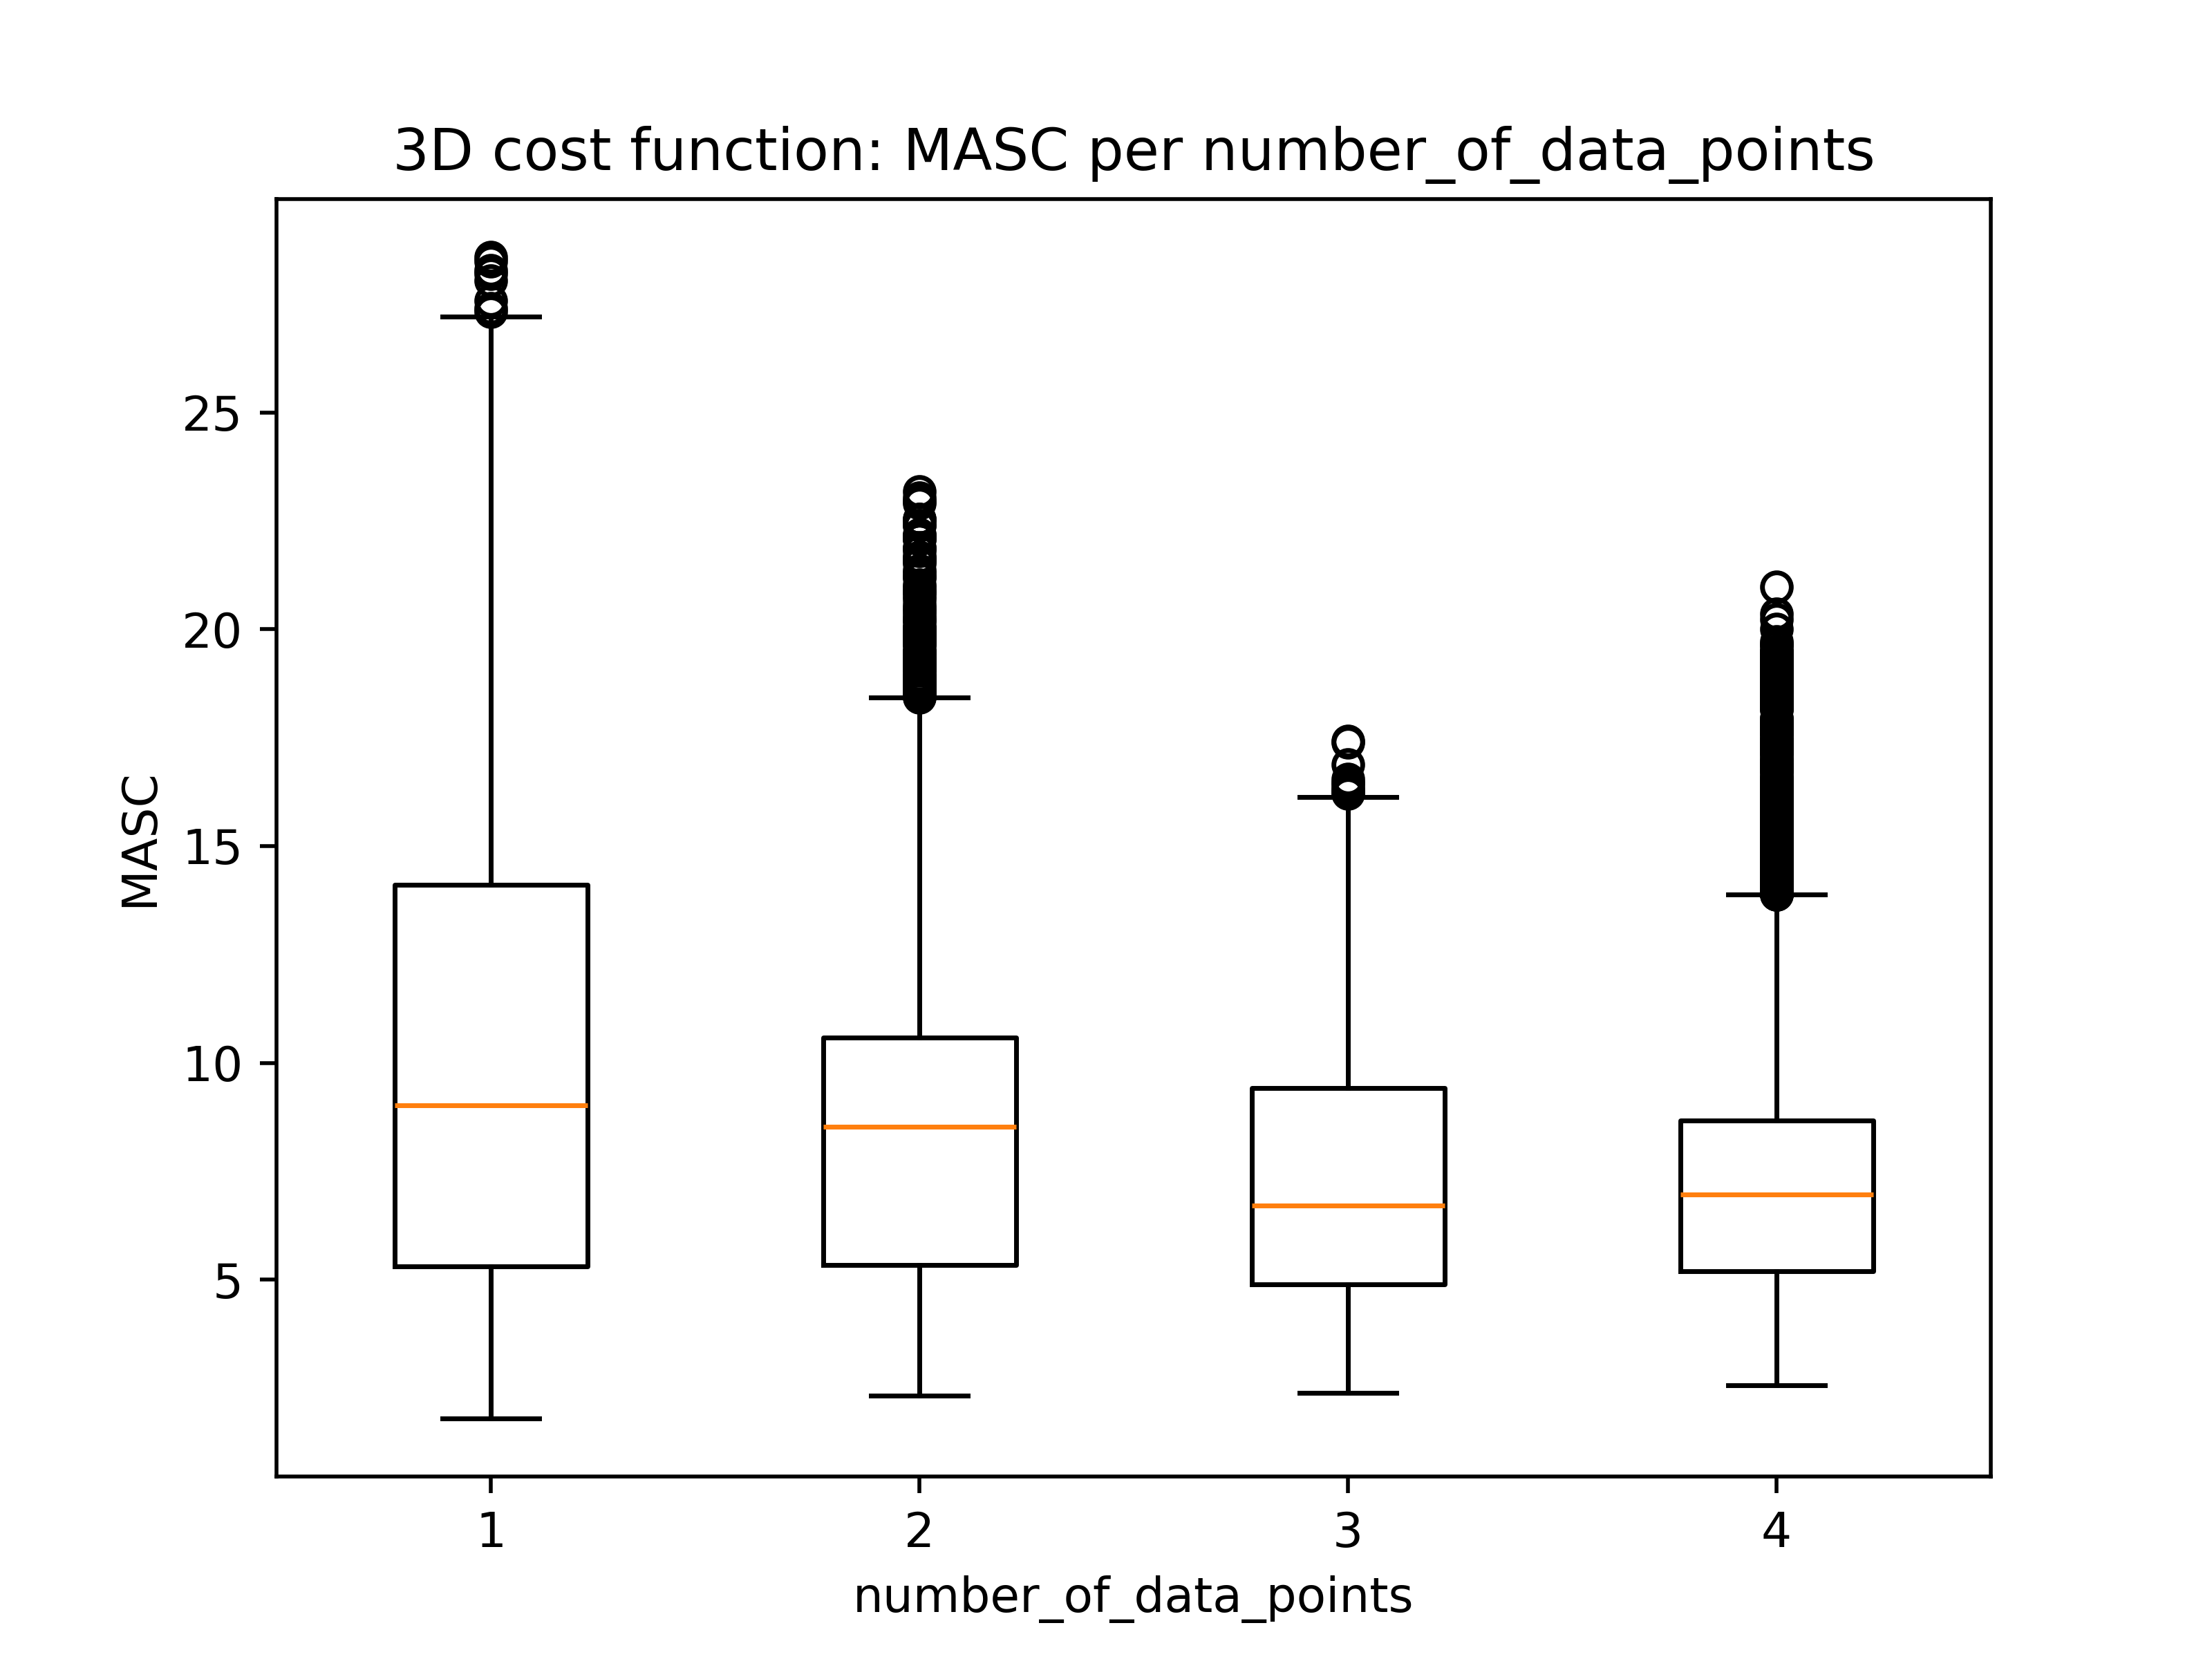 3D cost function: MASC per number_of_data_points
MASC
25
20
15
10
5
1 2 3 4
number_of_data_points